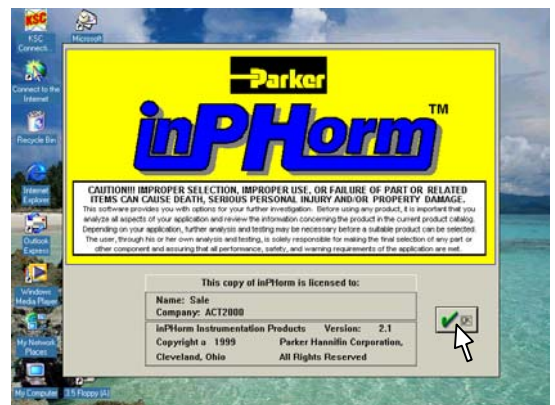 KSC
KSC
Connecti...
Microsoft
Connect to the
Internet
Recycle Bin
Internet
Explorer
Outlook
Express
Windows
Media Player
My Network
Places
My Computer
3.5 Floppy (A)
Parker
inPHorm™
CAUTION!!! IMPROPER SELECTION, IMPROPER USE, OR FAILURE OF PART OR RELATED
ITEMS CAN CAUSE DEATH, SERIOUS PERSONAL INJURY AND/OR PROPERTY DAMAGE.
This software provides you with options for your further investigation. Before using any product, it is important that you
analyze all aspects of your application and review the information concerning the product in the current product catalog.
Depending on your application, further analysis and testing may be necessary before a suitable product can be selected.
The user, through his or her own analysis and testing, is solely responsible for making the final selection of any part or
other component and assuring that all performance, safety, and warning requirements of the application are met.
This copy of inPHorm is licensed to:
Name: Sale
Company: ACT2000
inPHorm Instrumentation Products Version: 2.1
Copyright a 1999 Parker Hannifin Corporation,
Cleveland, Ohio All Rights Reserved
OK